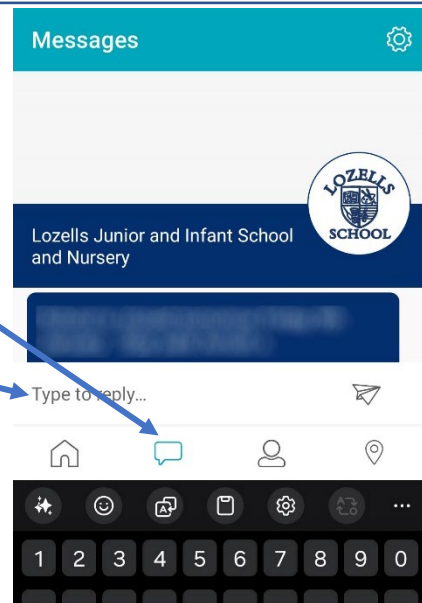 Messages
LOZELLS
SCHOOL
Lozells Junior and Infant School
and Nursery
Type to reply...
1 2 3 4 5 6 7 8 9 0